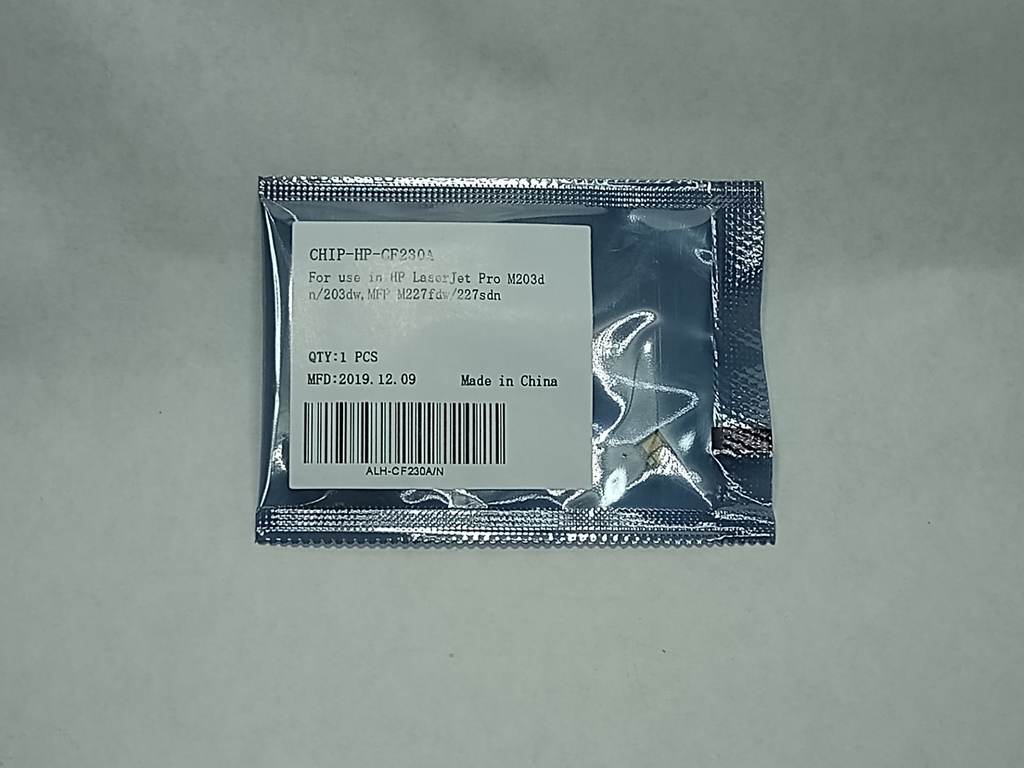 CHIP-HP-CF230A
For use in HP LaserJet Pro M203d
n/203dw,MFP M227fdw/227sdn
QTY:1 PCS
MFD:2019.12.09 Made in China
ALH-CF230A/N